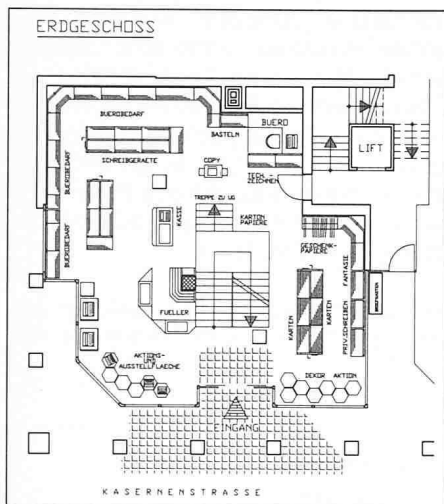 ERDGESCHOSS
BUEROBEDARF
BASTELN
BUERO
LIFT
SCHREIBGERAETE
COPY
TECH.
ZEICHNEN
BUEROBEDARF
TREPPE ZU UG
KASSE
KARTON
PAPIERE
GESCHENK-
PAPIERE
BUEROBEDARF
FANTASIE
PRIV.SCHREIBEN
KARTEN
KARTEN
FUELLER
AKTIONS-
UND
AUSSTELLFLAECHE
DEKOR AKTION
EINGANG
KASERNENSTRASSE